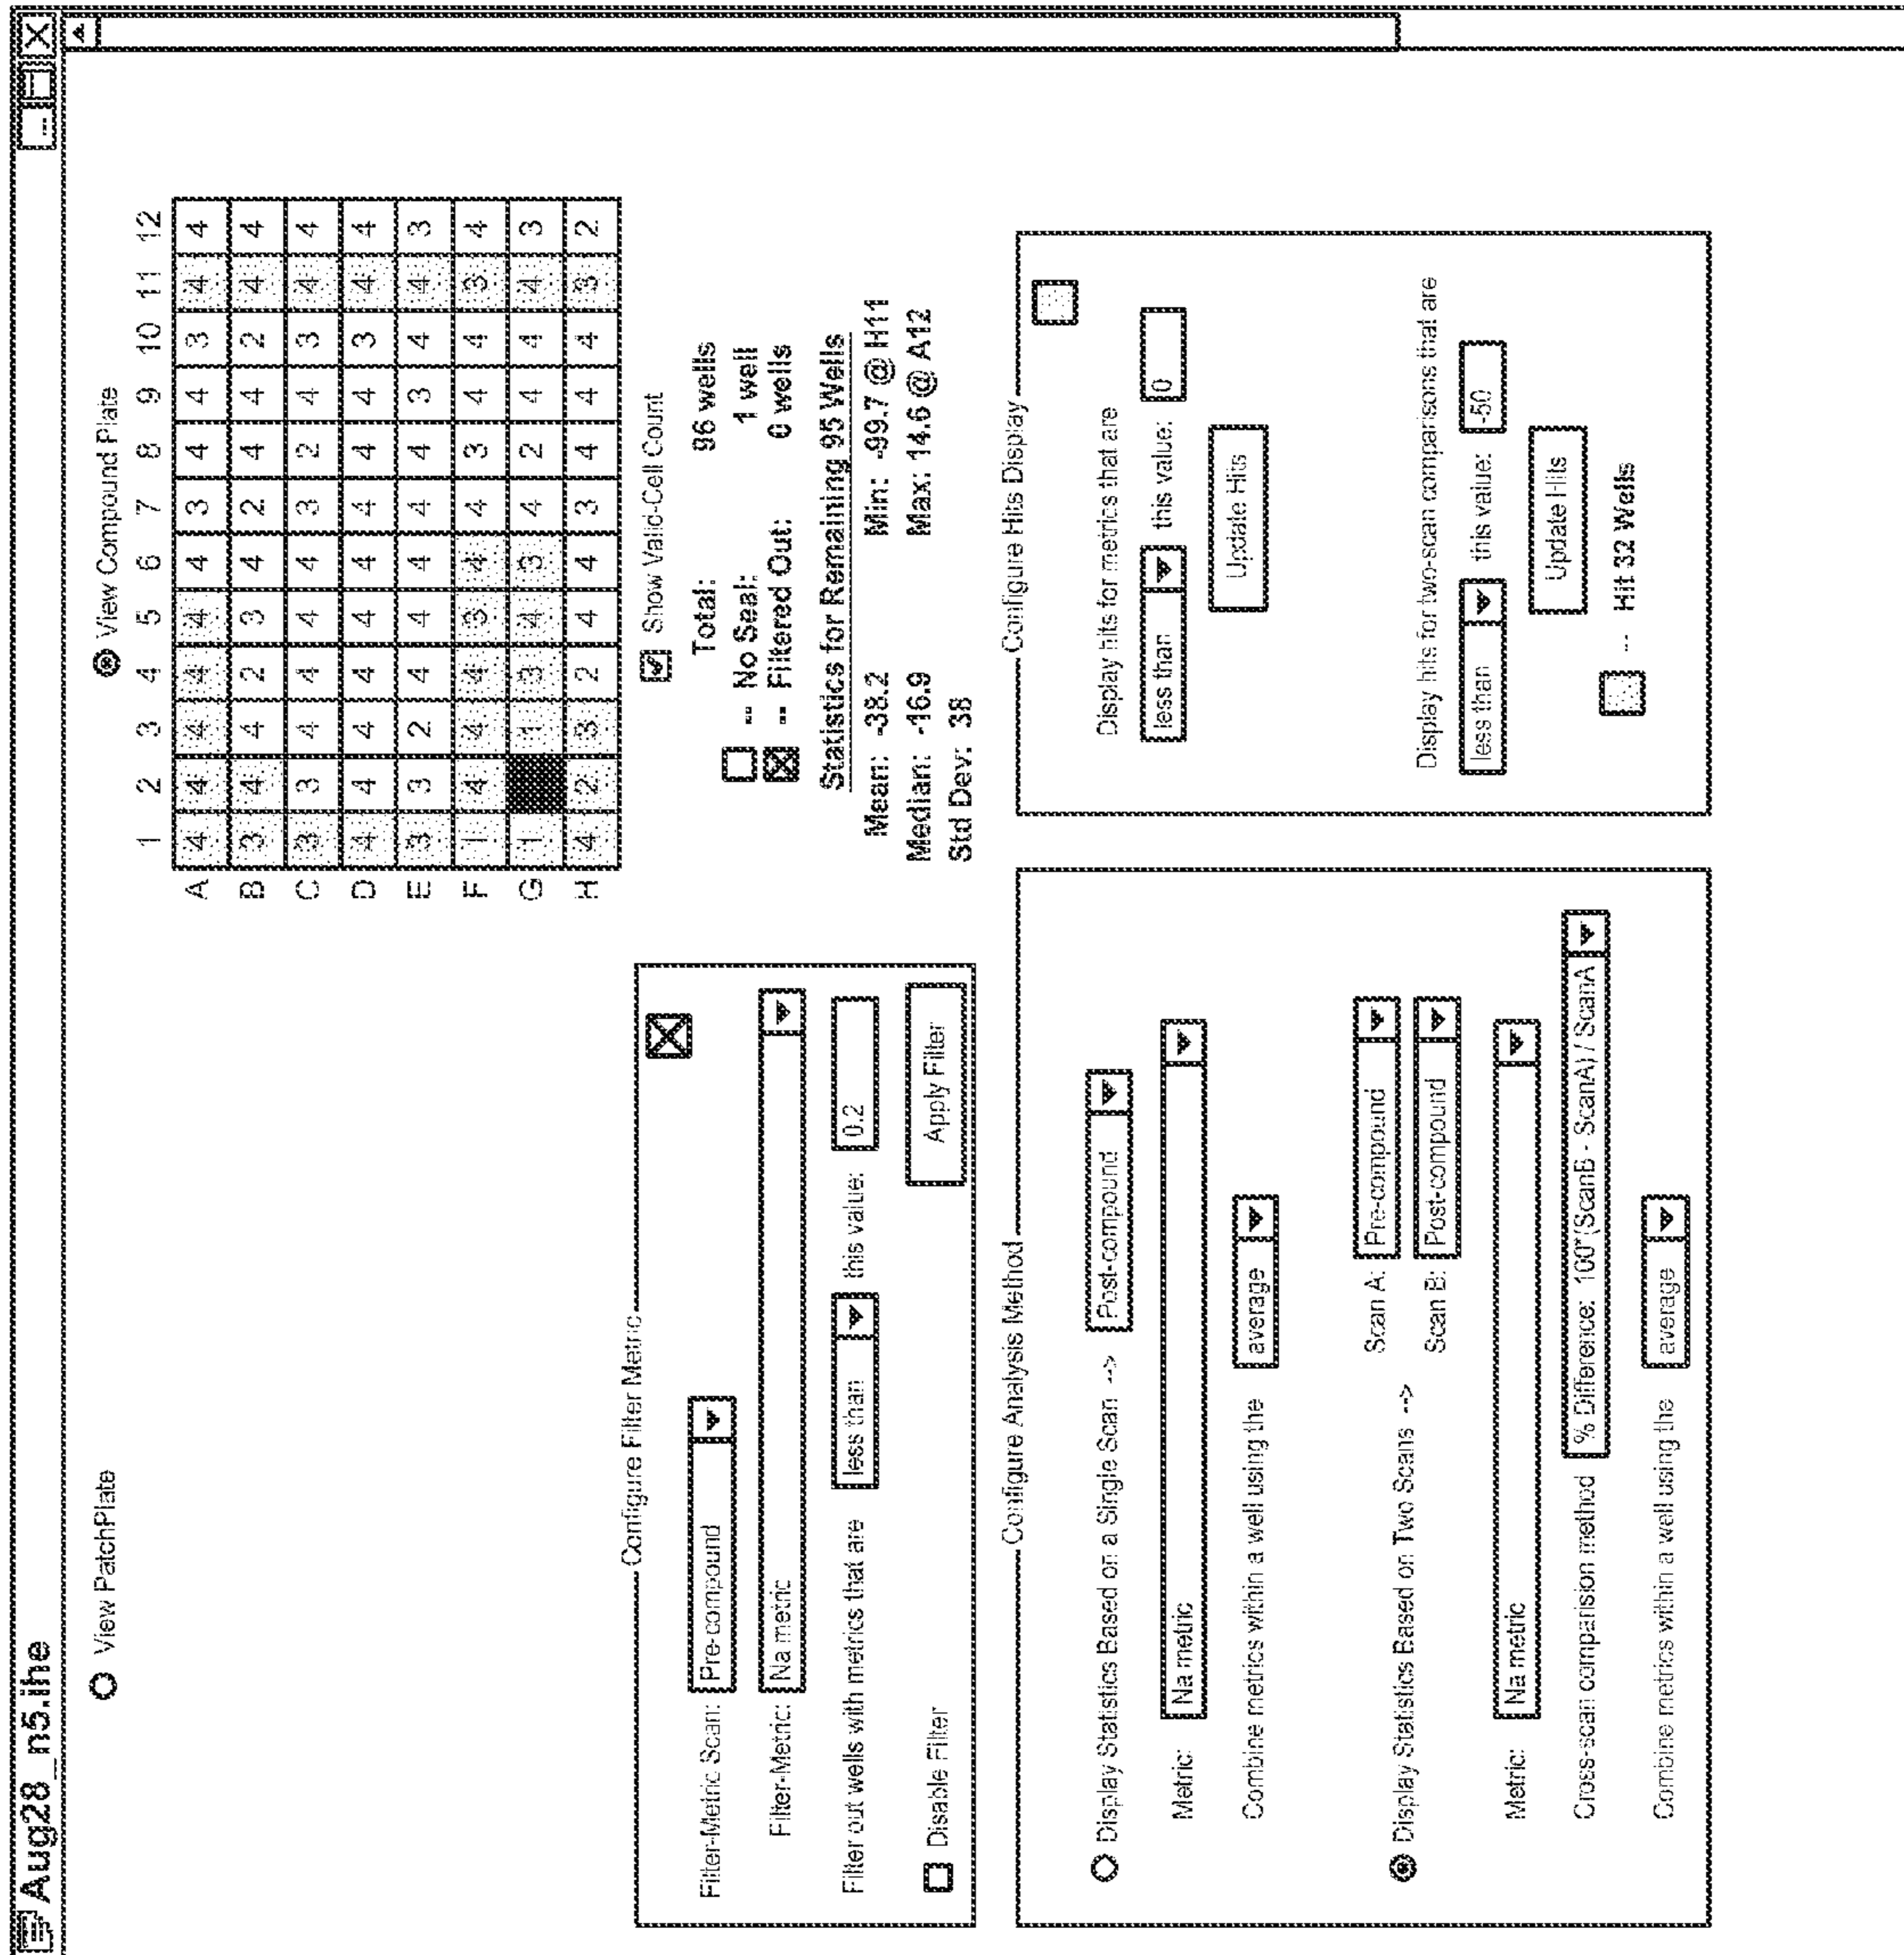 Aug28_n5.ihe
View PatchPlate
View Compound Plate
1 2 3 4 5 6 7 8 9 10 11 12
A 4 4 4 4 4 4 3 4 4 3 4 4
B 3 4 4 2 3 4 2 4 4 2 4 4
C 3 3 4 4 4 4 3 2 4 3 4 4
D 4 4 4 4 4 4 4 4 4 3 4 4
E 3 3 2 4 4 4 4 4 3 4 4 3
F 1 4 4 4 3 4 4 3 4 4 3 4
G 1 1 3 4 3 4 2 4 4 4 3
H 4 2 3 2 4 4 3 4 4 4 3 2
Show Valid-Cell Count
Total: 96 wells
-- No Seal: 1 well
-- Filtered Out: 0 wells
Statistics for Remaining 95 Wells
Mean: -38.2 Min: -99.7 @ H11
Median: -16.9 Max: 14.6 @ A12
Std Dev: 38
Configure Filter Metric
Filter-Metric Scan: Pre-compound
Filter-Metric: Na metric
Filter out wells with metrics that are less than this value: 0.2
Disable Filter Apply Filter
Configure Analysis Method
Display Statistics Based on a Single Scan --> Post-compound
Metric: Na metric
Combine metrics within a well using the average
Display Statistics Based on Two Scans --> Scan A: Pre-compound
Scan B: Post-compound
Metric: Na metric
Cross-scan comparision method % Difference: 100*(ScanB - ScanA) / ScanA
Combine metrics within a well using the average
Configure Hits Display
Display hits for metrics that are
less than this value: 0
Update Hits
Display hits for two-scan comparisons that are
less than this value: -50
Update Hits
-- Hit 32 Wells